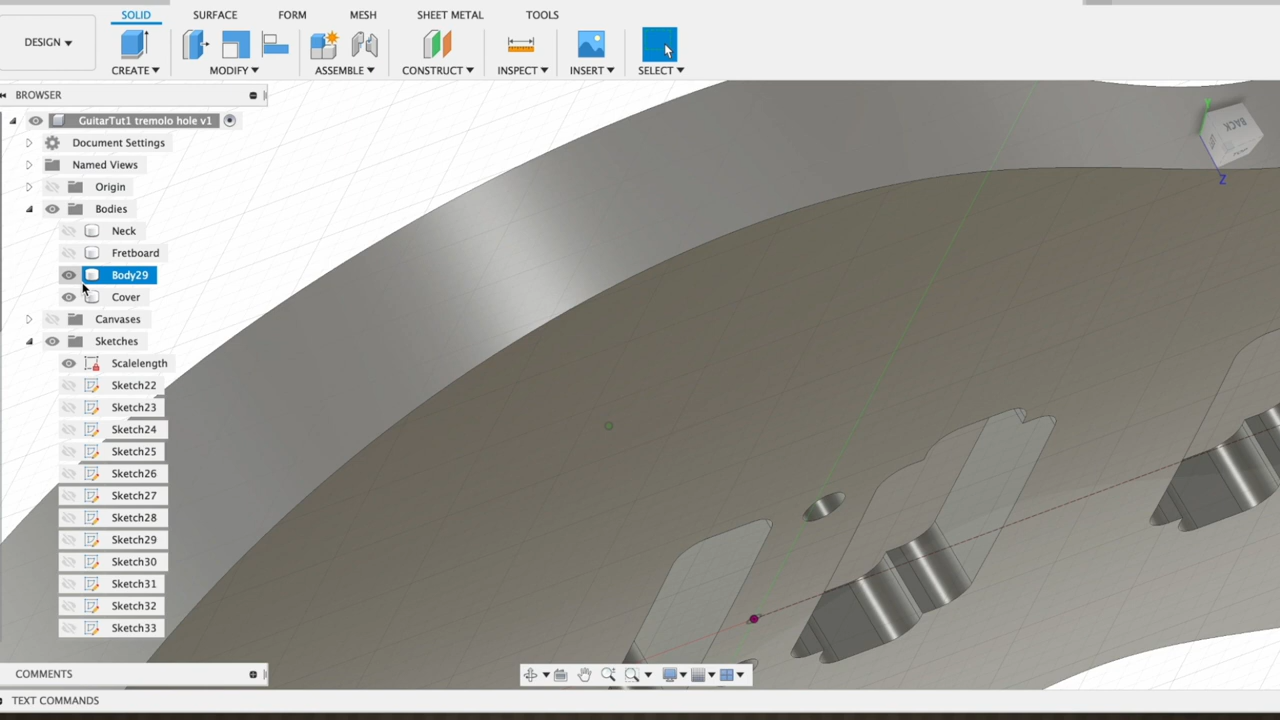 SOLID SURFACE FORM MESH SHEET METAL TOOLS
DESIGN
CREATE MODIFY ASSEMBLE CONSTRUCT INSPECT INSERT SELECT
BROWSER
GuitarTut1 tremolo hole v1
Document Settings
Named Views
Origin
Bodies
Neck
Fretboard
Body29
Cover
Canvases
Sketches
Scalelength
Sketch22
Sketch23
Sketch24
Sketch25
Sketch26
Sketch27
Sketch28
Sketch29
Sketch30
Sketch31
Sketch32
Sketch33
Y
BACK
Z
COMMENTS
TEXT COMMANDS